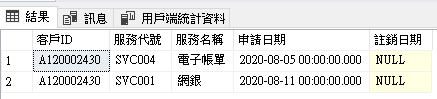 結果 訊息 用戶端統計資料
客戶ID 服務代號 服務名稱 申請日期 註銷日期
1 A120002430 SVC004 電子帳單 2020-08-05 00:00:00.000 NULL
2 A120002430 SVC001 網銀 2020-08-11 00:00:00.000 NULL